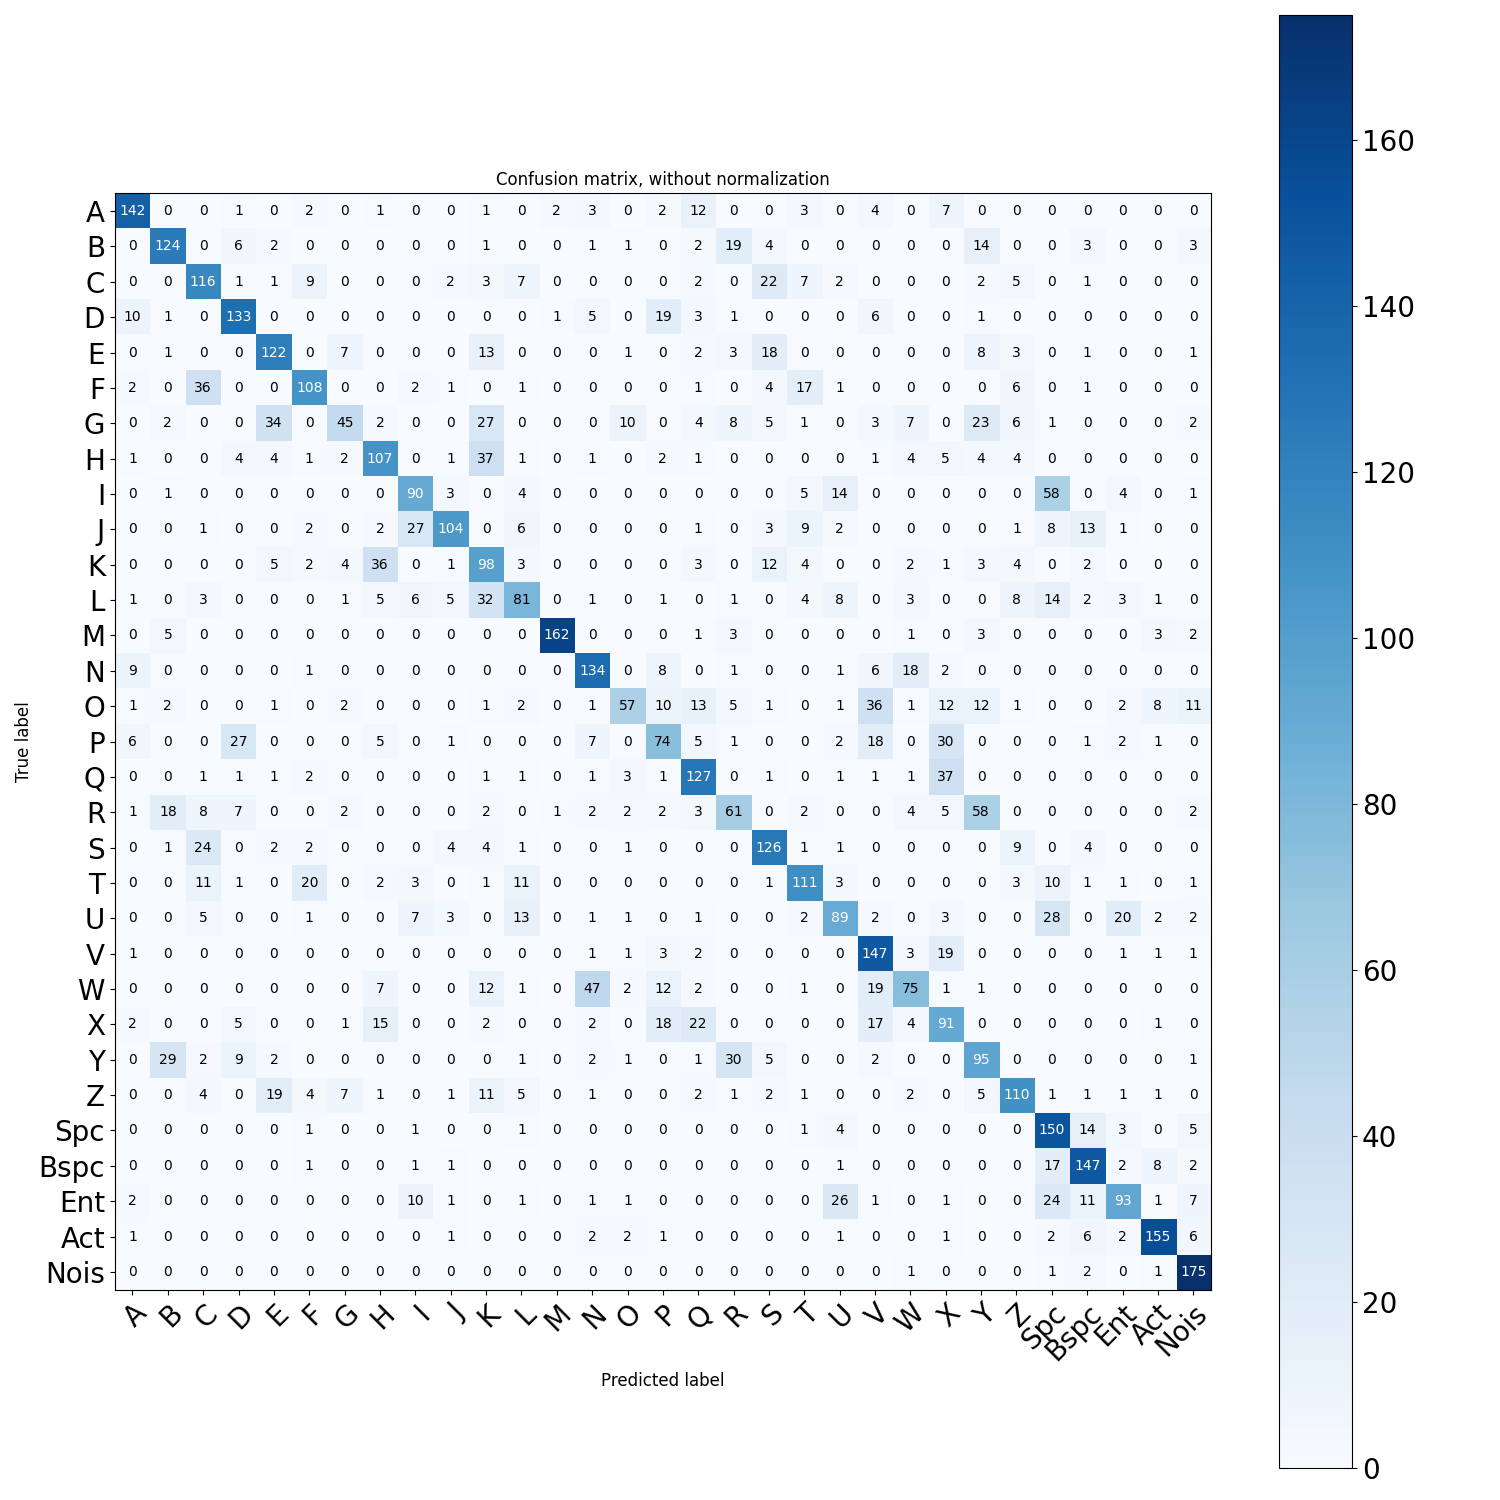 Confusion matrix, without normalization
A 142 0 0 1 0 2 0 1 0 0 1 0 2 3 0 2 12 0 0 3 0 4 0 7 0 0 0 0 0 0 0
B 0 124 0 6 2 0 0 0 0 0 1 0 0 1 1 0 2 19 4 0 0 0 0 0 14 0 0 3 0 0 3
C 0 0 116 1 1 9 0 0 0 2 3 7 0 0 0 0 2 0 22 7 2 0 0 0 2 5 0 1 0 0 0
D 10 1 0 133 0 0 0 0 0 0 0 0 1 5 0 19 3 1 0 0 0 6 0 0 1 0 0 0 0 0 0
E 0 1 0 0 122 0 7 0 0 0 13 0 0 0 1 0 2 3 18 0 0 0 0 0 8 3 0 1 0 0 1
F 2 0 36 0 0 108 0 0 2 1 0 1 0 0 0 0 1 0 4 17 1 0 0 0 0 6 0 1 0 0 0
G 0 2 0 0 34 0 45 2 0 0 27 0 0 0 10 0 4 8 5 1 0 3 7 0 23 6 1 0 0 0 2
H 1 0 0 4 4 1 2 107 0 1 37 1 0 1 0 2 1 0 0 0 0 1 4 5 4 4 0 0 0 0 0
I 0 1 0 0 0 0 0 0 90 3 0 4 0 0 0 0 0 0 0 5 14 0 0 0 0 0 58 0 4 0 1
J 0 0 1 0 0 2 0 2 27 104 0 6 0 0 0 0 1 0 3 9 2 0 0 0 0 1 8 13 1 0 0
K 0 0 0 0 5 2 4 36 0 1 98 3 0 0 0 0 3 0 12 4 0 0 2 1 3 4 0 2 0 0 0
L 1 0 3 0 0 0 1 5 6 5 32 81 0 1 0 1 0 1 0 4 8 0 3 0 0 8 14 2 3 1 0
M 0 5 0 0 0 0 0 0 0 0 0 0 162 0 0 0 1 3 0 0 0 0 1 0 3 0 0 0 0 3 2
N 9 0 0 0 0 1 0 0 0 0 0 0 0 134 0 8 0 1 0 0 1 6 18 2 0 0 0 0 0 0 0
O 1 2 0 0 1 0 2 0 0 0 1 2 0 1 57 10 13 5 1 0 1 36 1 12 12 1 0 0 2 8 11
P 6 0 0 27 0 0 0 5 0 1 0 0 0 7 0 74 5 1 0 0 2 18 0 30 0 0 0 1 2 1 0
Q 0 0 1 1 1 2 0 0 0 0 1 1 0 1 3 1 127 0 1 0 1 1 1 37 0 0 0 0 0 0 0
R 1 18 8 7 0 0 2 0 0 0 2 0 1 2 2 2 3 61 0 2 0 0 4 5 58 0 0 0 0 0 2
S 0 1 24 0 2 2 0 0 0 4 4 1 0 0 1 0 0 0 126 1 1 0 0 0 0 9 0 4 0 0 0
T 0 0 11 1 0 20 0 2 3 0 1 11 0 0 0 0 0 0 1 111 3 0 0 0 0 3 10 1 1 0 1
U 0 0 5 0 0 1 0 0 7 3 0 13 0 1 1 0 1 0 0 2 89 2 0 3 0 0 28 0 20 2 2
V 1 0 0 0 0 0 0 0 0 0 0 0 0 1 1 3 2 0 0 0 0 147 3 19 0 0 0 0 1 1 1
W 0 0 0 0 0 0 0 7 0 0 12 1 0 47 2 12 2 0 0 1 0 19 75 1 1 0 0 0 0 0 0
X 2 0 0 5 0 0 1 15 0 0 2 0 0 2 0 18 22 0 0 0 0 17 4 91 0 0 0 0 0 1 0
Y 0 29 2 9 2 0 0 0 0 0 0 1 0 2 1 0 1 30 5 0 0 2 0 0 95 0 0 0 0 0 1
Z 0 0 4 0 19 4 7 1 0 1 11 5 0 1 0 0 2 1 2 1 0 0 2 0 5 110 1 1 1 1 0
Spc 0 0 0 0 0 1 0 0 1 0 0 1 0 0 0 0 0 0 0 1 4 0 0 0 0 0 150 14 3 0 5
Bspc 0 0 0 0 0 1 0 0 1 1 0 0 0 0 0 0 0 0 0 0 1 0 0 0 0 0 17 147 2 8 2
Ent 2 0 0 0 0 0 0 0 10 1 0 1 0 1 1 0 0 0 0 0 26 1 0 1 0 0 24 11 93 1 7
Act 1 0 0 0 0 0 0 0 0 1 0 0 0 2 2 1 0 0 0 0 1 0 0 1 0 0 2 6 2 155 6
Nois 0 0 0 0 0 0 0 0 0 0 0 0 0 0 0 0 0 0 0 0 0 0 1 0 0 0 1 2 0 1 175
A B C D E F G H I J K L M N O P Q R S T U V W X Y Z Spc Bspc Ent Act Nois
Predicted label
True label
160
140
120
100
80
60
40
20
0